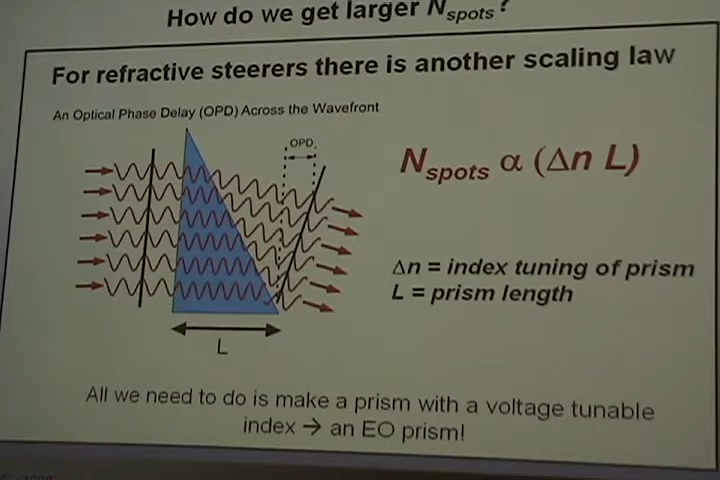 How do we get larger Nspots?
For refractive steerers there is another scaling law
An Optical Phase Delay (OPD) Across the Wavefront
OPD
Nspots α (Δn L)
Δn = index tuning of prism
L = prism length
L
All we need to do is make a prism with a voltage tunable
index → an EO prism!